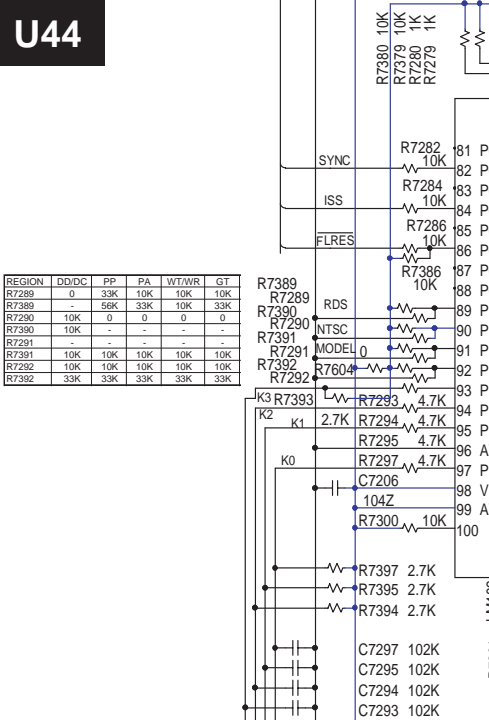 U44
R7380 10K
R7379 10K
R7280 1K
R7279 1K
R7282
10K
SYNC
R7284
10K
ISS
R7286
10K
FLRES
R7386
10K
81 P
82 P
83 P
84 P
85 P
86 P
87 P
88 P
89 P
90 P
91 P
92 P
93 P
94 P
95 P
96 A
97 P
98 V
99 A
100
REGION DD/DC PP PA WT/WR GT
R7289 0 33K 10K 10K 10K
R7389 - 56K 33K 10K 33K
R7290 10K 0 0 0 0
R7390 10K - - - -
R7291 - - - - -
R7391 10K 10K 10K 10K 10K
R7292 10K 10K 10K 10K 10K
R7392 33K 33K 33K 33K 33K
R7389
R7289
R7390
R7290
R7391
R7291
R7392
R7292
RDS
NTSC
MODEL 0
R7604
K3 R7393
K2
K1 2.7K
K0
R7293 4.7K
R7294 4.7K
R7295 4.7K
R7297 4.7K
C7206
104Z
R7300 10K
R7397 2.7K
R7395 2.7K
R7394 2.7K
C7297 102K
C7295 102K
C7294 102K
C7293 102K